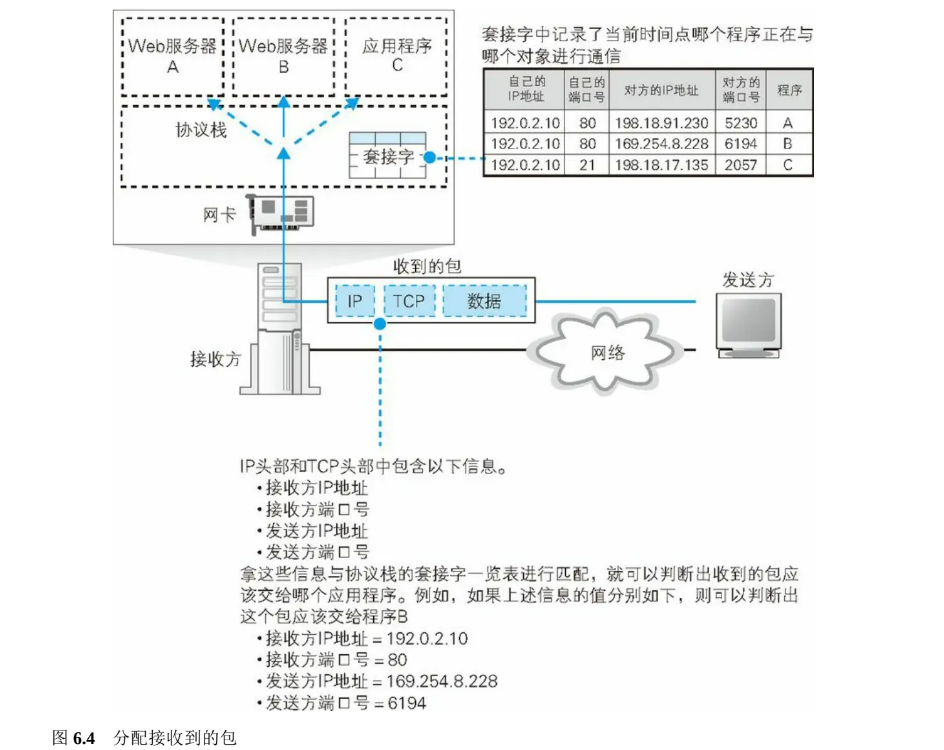 Web服务器
A
Web服务器
B
应用程序
C
协议栈
套接字
网卡
套接字中记录了当前时间点哪个程序正在与
哪个对象进行通信
自己的IP地址 自己的端口号 对方的IP地址 对方的端口号 程序
192.0.2.10 80 198.18.91.230 5230 A
192.0.2.10 80 169.254.8.228 6194 B
192.0.2.10 21 198.18.17.135 2057 C
收到的包
IP TCP 数据
发送方
接收方
网络
IP头部和TCP头部中包含以下信息。
•接收方IP地址
•接收方端口号
•发送方IP地址
•发送方端口号
拿这些信息与协议栈的套接字一览表进行匹配，就可以判断出收到的包应
该交给哪个应用程序。例如，如果上述信息的值分别如下，则可以判断出
这个包应该交给程序B
•接收方IP地址=192.0.2.10
•接收方端口号=80
•发送方IP地址=169.254.8.228
•发送方端口号=6194
图 6.4 分配接收到的包